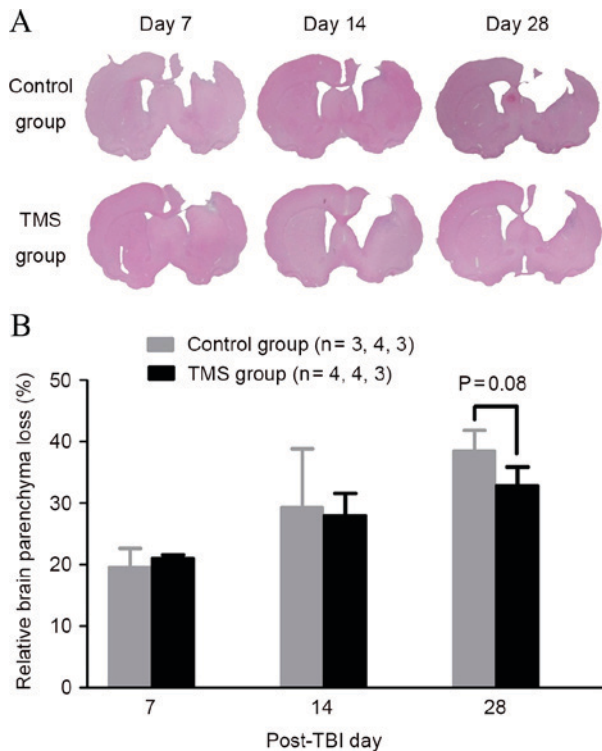 A
Day 7
Day 14
Day 28
Control
group
TMS
group
B
Control group (n= 3, 4, 3)
TMS group (n= 4, 4, 3)
P=0.08
Relative brain parenchyma loss (%)
50
40
30
20
10
0
7
14
28
Post-TBI day